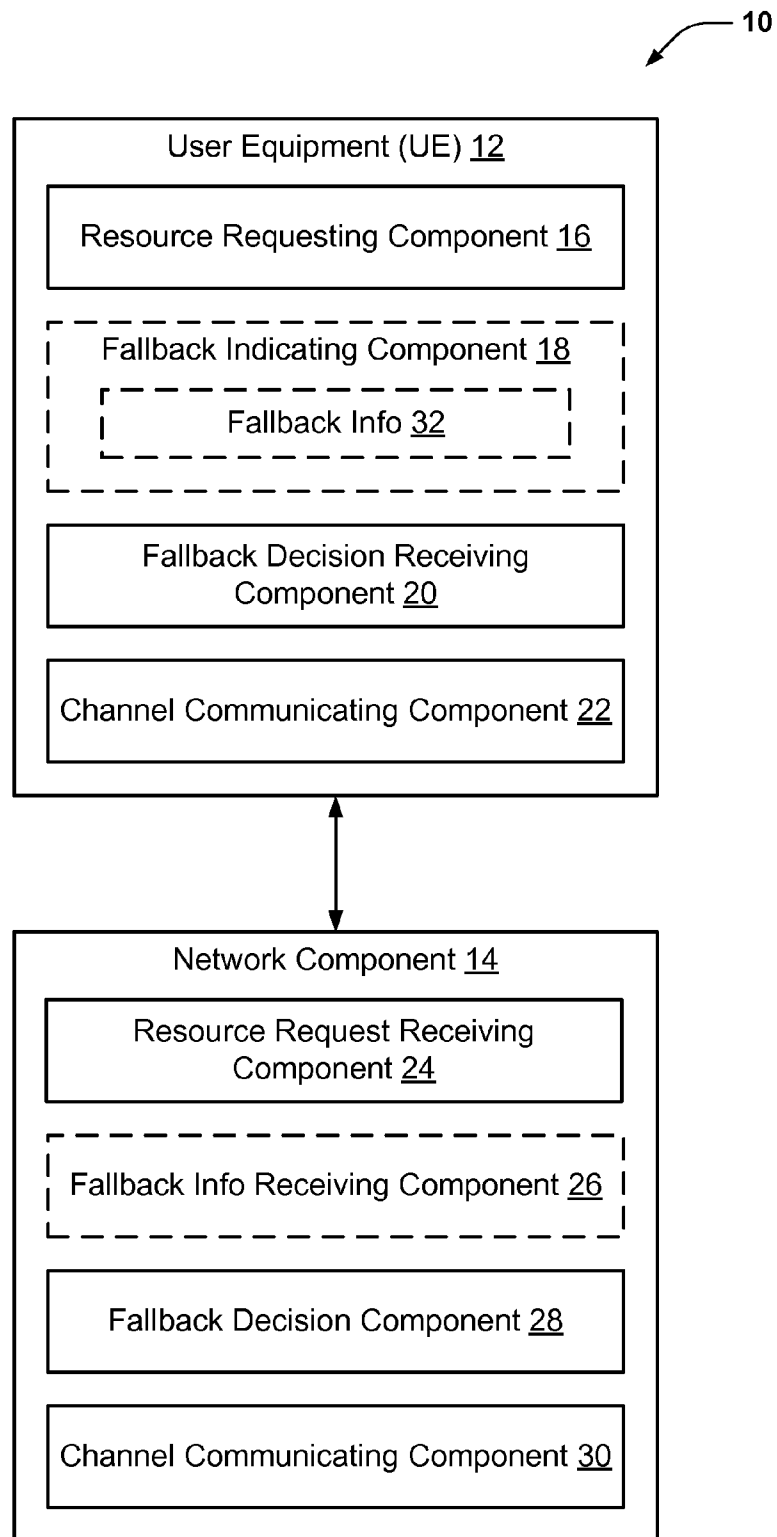 10
User Equipment (UE) 12
Resource Requesting Component 16
Fallback Indicating Component 18
Fallback Info 32
Fallback Decision Receiving
Component 20
Channel Communicating Component 22
Network Component 14
Resource Request Receiving
Component 24
Fallback Info Receiving Component 26
Fallback Decision Component 28
Channel Communicating Component 30